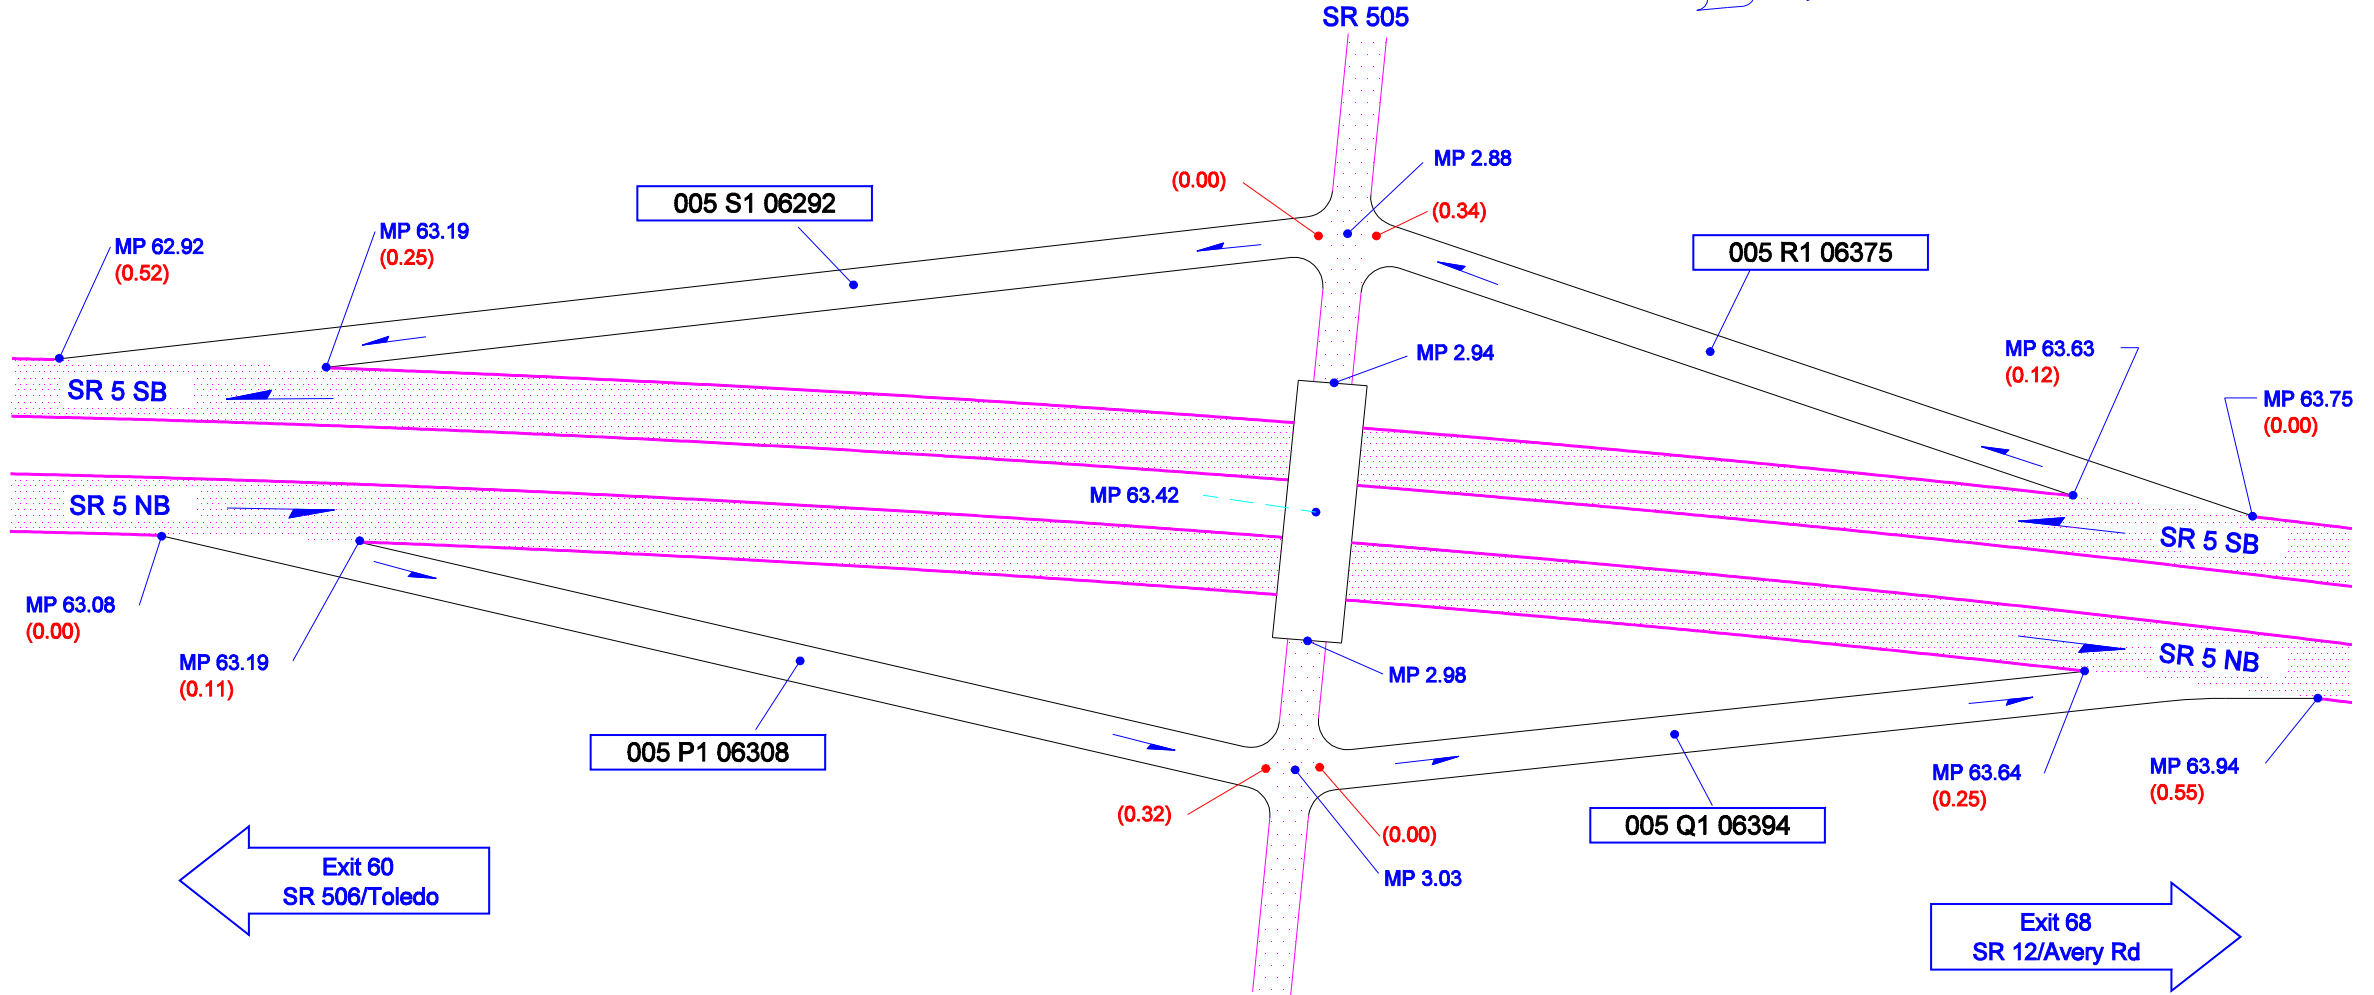 SR 505
MP 2.88
(0.00)
(0.34)
005 S1 06292
MP 62.92
(0.52)
MP 63.19
(0.25)
005 R1 06375
MP 2.94
MP 63.63
(0.12)
MP 63.75
(0.00)
SR 5 SB
SR 5 NB
MP 63.42
SR 5 SB
SR 5 NB
MP 63.08
(0.00)
MP 63.19
(0.11)
MP 2.98
005 P1 06308
(0.32)
(0.00)
MP 3.03
005 Q1 06394
MP 63.64
(0.25)
MP 63.94
(0.55)
Exit 60
SR 506/Toledo
Exit 68
SR 12/Avery Rd